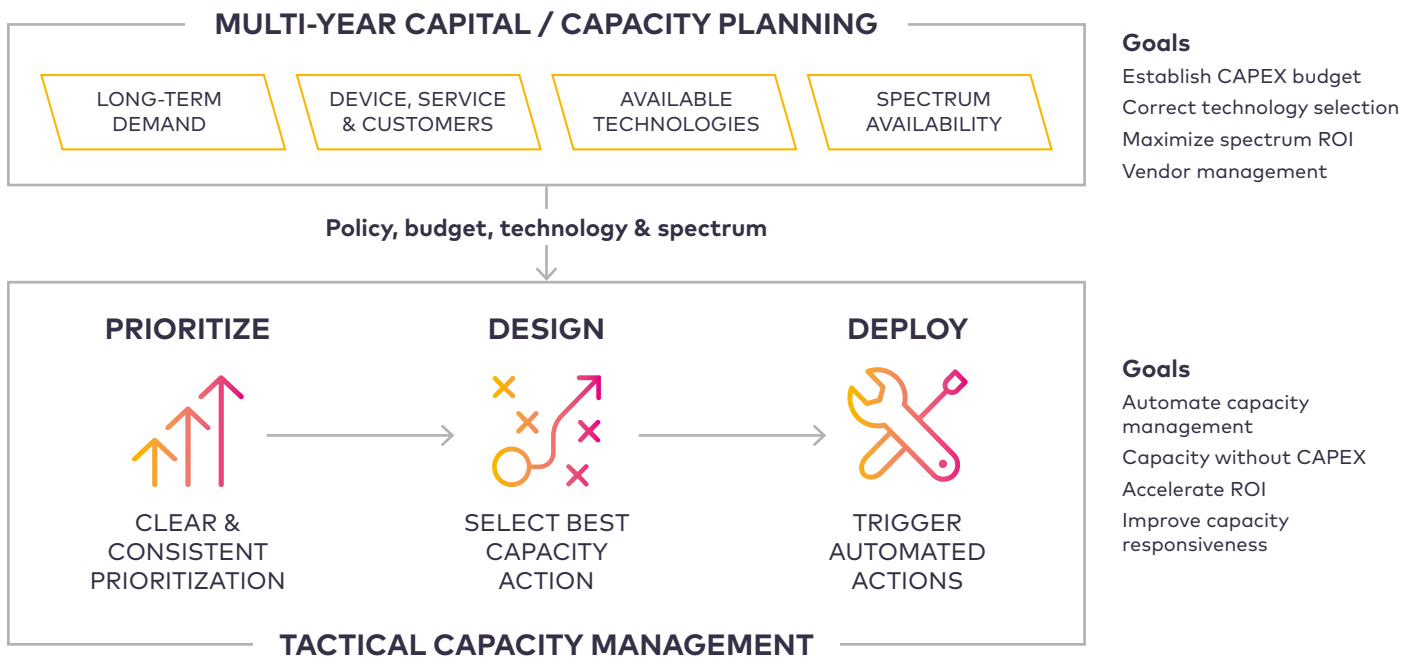 MULTI-YEAR CAPITAL / CAPACITY PLANNING
LONG-TERM
DEMAND
DEVICE, SERVICE
& CUSTOMERS
AVAILABLE
TECHNOLOGIES
SPECTRUM
AVAILABILITY
Goals
Establish CAPEX budget
Correct technology selection
Maximize spectrum ROI
Vendor management
Policy, budget, technology & spectrum
PRIORITIZE
CLEAR &
CONSISTENT
PRIORITIZATION
DESIGN
SELECT BEST
CAPACITY
ACTION
DEPLOY
TRIGGER
AUTOMATED
ACTIONS
Goals
Automate capacity
management
Capacity without CAPEX
Accelerate ROI
Improve capacity
responsiveness
TACTICAL CAPACITY MANAGEMENT